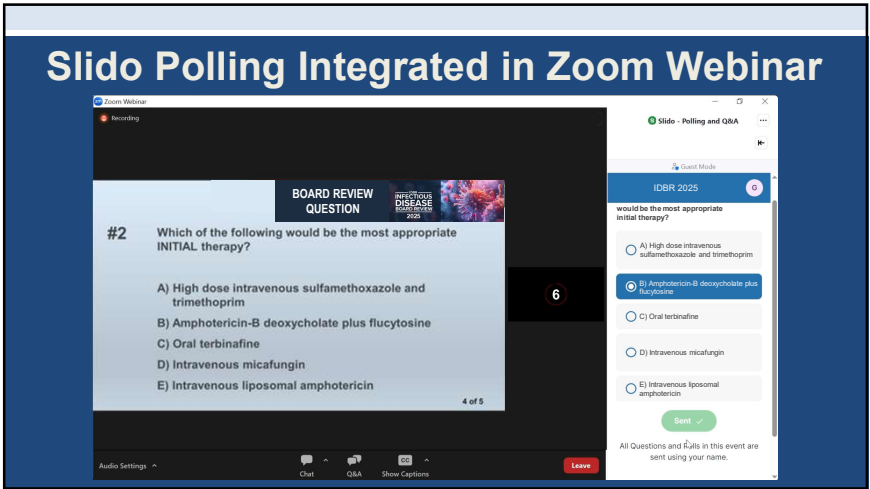 Slido Polling Integrated in Zoom Webinar
Zoom Webinar
Recording
BOARD REVIEW
QUESTION
INFECTIOUS
DISEASE
BOARD REVIEW
2025
#2
Which of the following would be the most appropriate
INITIAL therapy?
A) High dose intravenous sulfamethoxazole and
trimethoprim
B) Amphotericin-B deoxycholate plus flucytosine
C) Oral terbinafine
D) Intravenous micafungin
E) Intravenous liposomal amphotericin
4 of 5
6
Audio Settings
Chat
Q&A
CC
Show Captions
Leave
S
Slido - Polling and Q&A
Guest Mode
IDBR 2025
G
would be the most appropriate
initial therapy?
A) High dose intravenous
sulfamethoxazole and trimethoprim
B) Amphotericin-B deoxycholate plus
flucytosine
C) Oral terbinafine
D) Intravenous micafungin
E) Intravenous liposomal
amphotericin
Sent
All Questions and Polls in this event are
sent using your name.